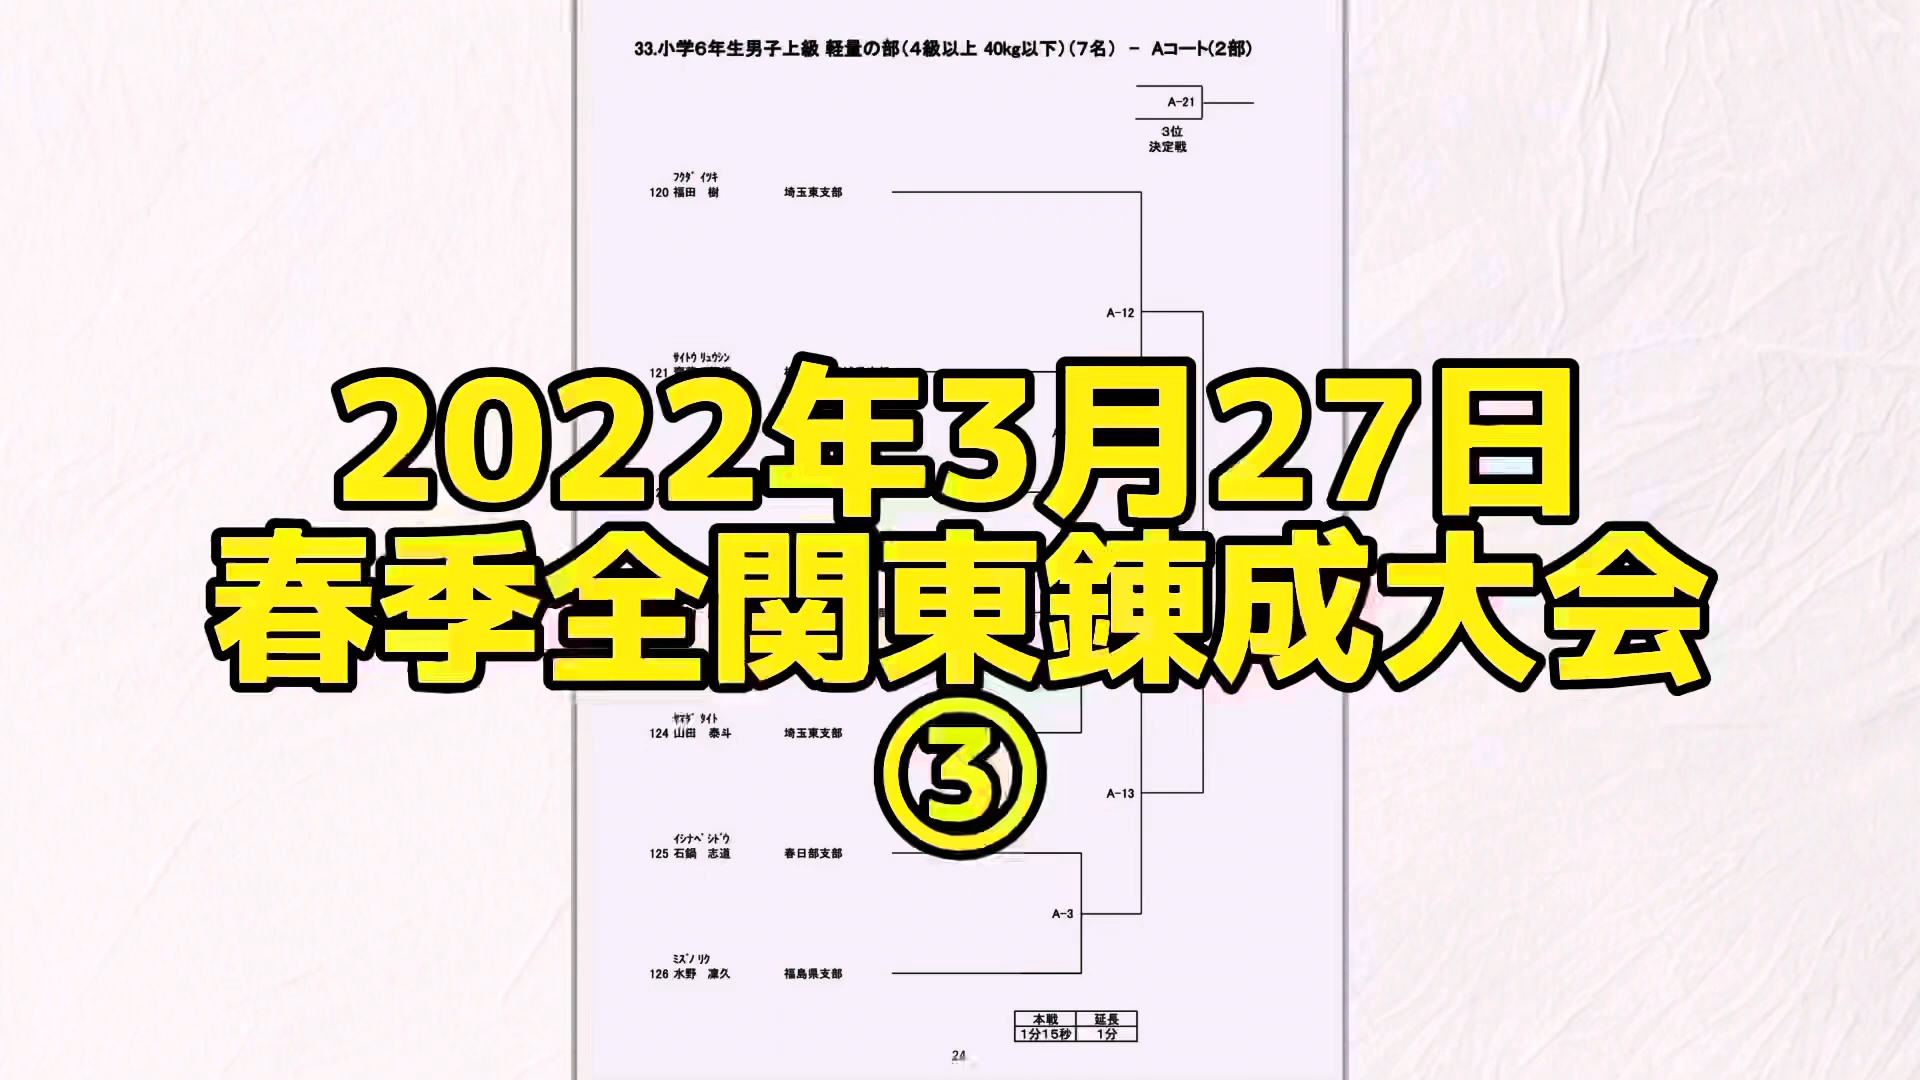 33.小学6年生男子上級 軽量の部(4級以上 40kg以下)(7名) － Aコート(2部)
A-21
3位
決定戦
フクダ イツキ
120 福田 樹 埼玉東支部
A-12
サイトウ リュウシン
121
2022年3月27日
春季全関東錬成大会
③
ヤマダ タイト
124 山田 泰斗 埼玉東支部
A-13
イシナベ シドウ
125 石鍋 志道 春日部支部
A-3
ミズノ リク
126 水野 凜久 福島県支部
本戦 延長
1分15秒 1分
24